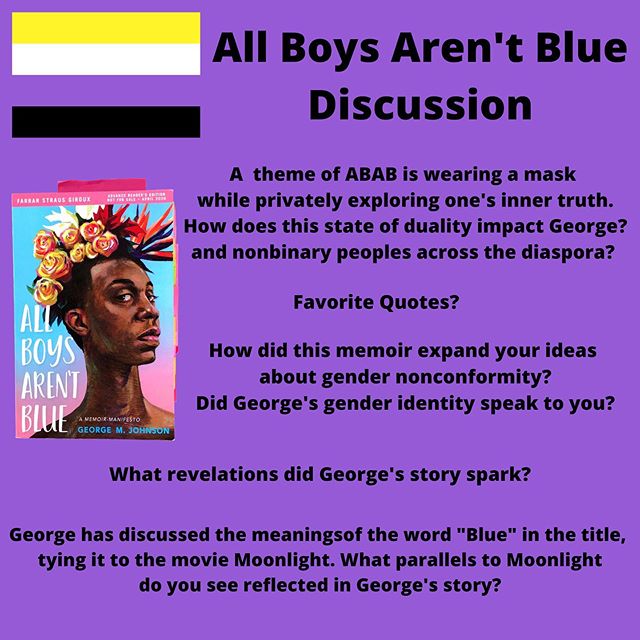 All Boys Aren't Blue
Discussion
A theme of ABAB is wearing a mask
while privately exploring one's inner truth.
How does this state of duality impact George?
and nonbinary peoples across the diaspora?
FARRAR STRAUS GIROUX
ADVANCE READER'S EDITION
NOT FOR SALE - APRIL 2020
ALL
BOYS
AREN'T
BLUE
A MEMOIR-MANIFESTO
GEORGE M. JOHNSON
Favorite Quotes?
How did this memoir expand your ideas
about gender nonconformity?
Did George's gender identity speak to you?
What revelations did George's story spark?
George has discussed the meaningsof the word "Blue" in the title,
tying it to the movie Moonlight. What parallels to Moonlight
do you see reflected in George's story?